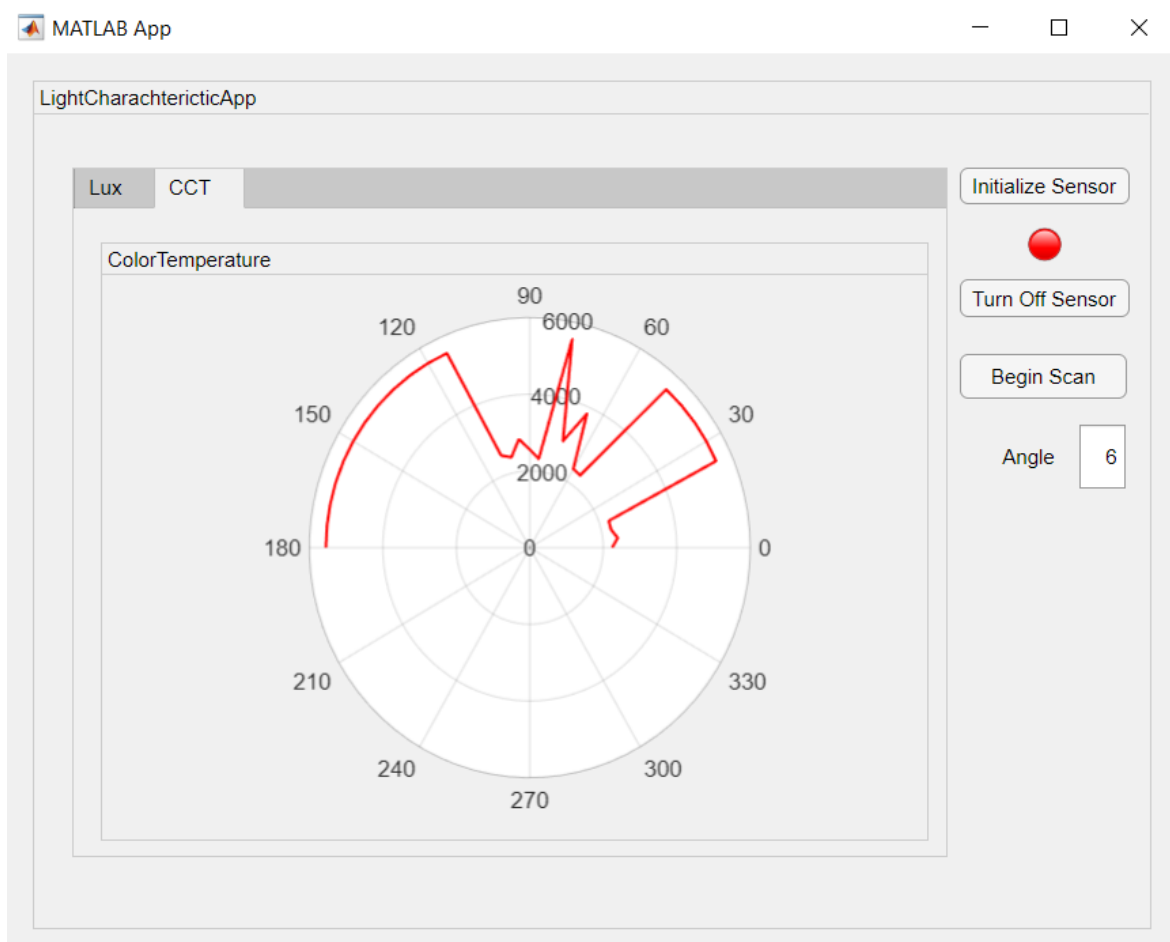 MATLAB App
LightCharachtericticApp
Lux CCT
Initialize Sensor
ColorTemperature
Turn Off Sensor
90
6000
120 60
Begin Scan
4000
150 30
Angle 6
2000
180 0 0
210 330
240 300
270